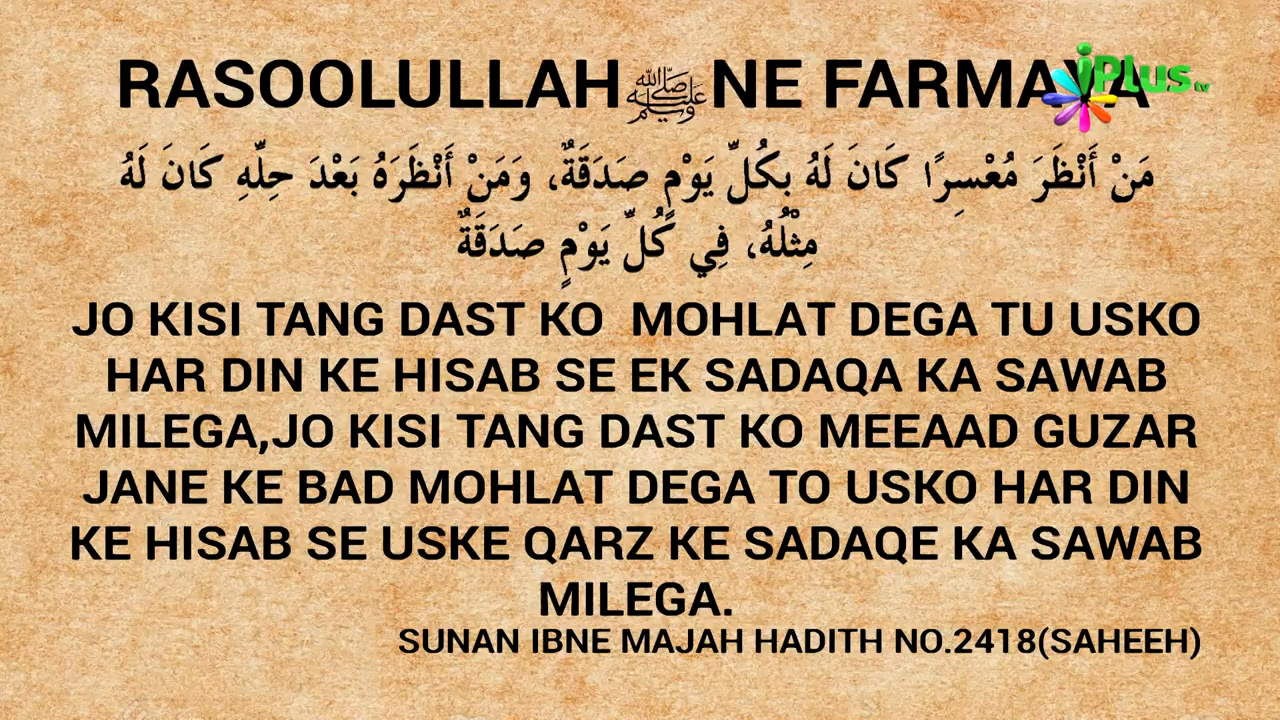 RASOOLULLAH ﷺ NE FARMAYA
iPlus tv
مَنْ أَنْظَرَ مُعْسِرًا كَانَ لَهُ بِكُلِّ يَوْمٍ صَدَقَةٌ، وَمَنْ أَنْظَرَهُ بَعْدَ حِلِّهِ كَانَ لَهُ
مِثْلُهُ، فِي كُلِّ يَوْمٍ صَدَقَةٌ
JO KISI TANG DAST KO MOHLAT DEGA TU USKO
HAR DIN KE HISAB SE EK SADAQA KA SAWAB
MILEGA,JO KISI TANG DAST KO MEEAAD GUZAR
JANE KE BAD MOHLAT DEGA TO USKO HAR DIN
KE HISAB SE USKE QARZ KE SADAQE KA SAWAB
MILEGA.
SUNAN IBNE MAJAH HADITH NO.2418(SAHEEH)